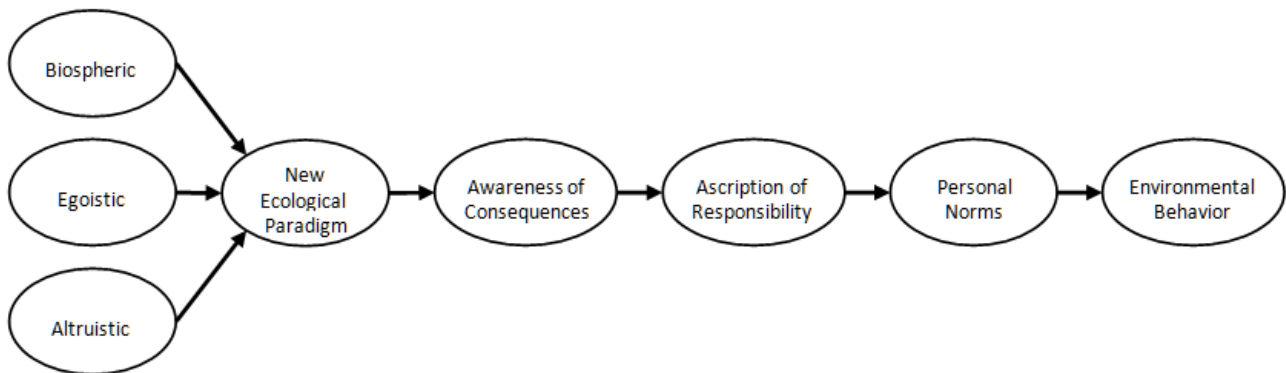 Biospheric
Egoistic
Altruistic
New
Ecological
Paradigm
Awareness of
Consequences
Ascription of
Responsibility
Personal
Norms
Environmental
Behavior